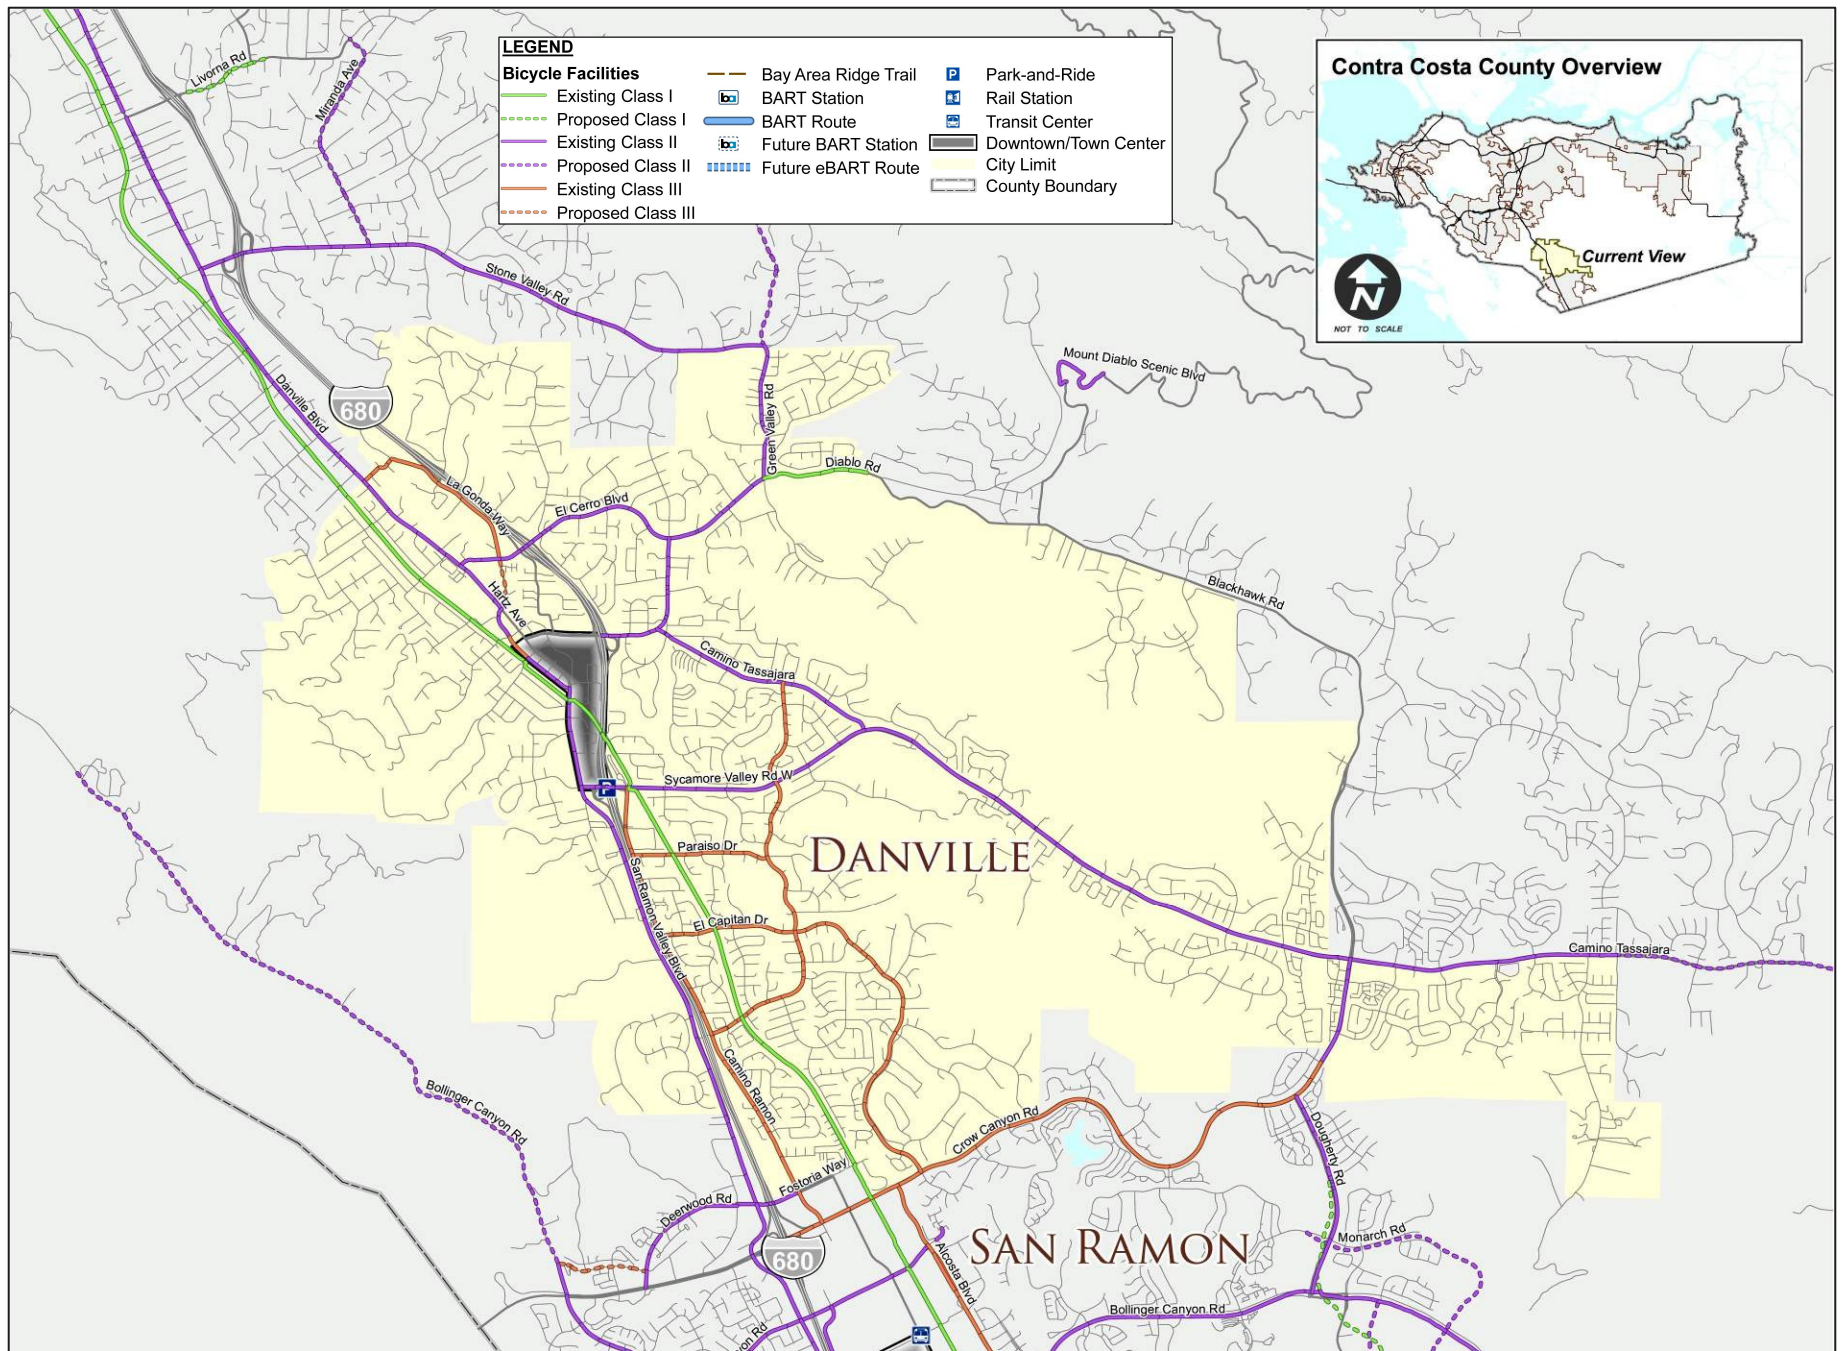 LEGEND
Bicycle Facilities
Existing Class I
Proposed Class I
Existing Class II
Proposed Class II
Existing Class III
Proposed Class III
Bay Area Ridge Trail
ba BART Station
BART Route
ba Future BART Station
Future eBART Route
P Park-and-Ride
Rail Station
Transit Center
Downtown/Town Center
City Limit
County Boundary
Contra Costa County Overview
Current View
N
NOT TO SCALE
Livorna Rd
Miranda Ave
Stone Valley Rd
Danville Blvd
680
Green Valley Rd
Mount Diablo Scenic Blvd
Diablo Rd
La Gonda Way
El Cerro Blvd
Hartz Ave
Blackhawk Rd
Camino Tassajara
Sycamore Valley Rd W
P
DANVILLE
Paraiso Dr
San Ramon Valley Blvd
El Capitan Dr
Camino Tassajara
Camino Ramon
Bollinger Canyon Rd
Crow Canyon Rd
Dougherty Rd
Fostoria Way
Deerwood Rd
Monarch Rd
SAN RAMON
680
Alcosta Blvd
Bollinger Canyon Rd
on Rd